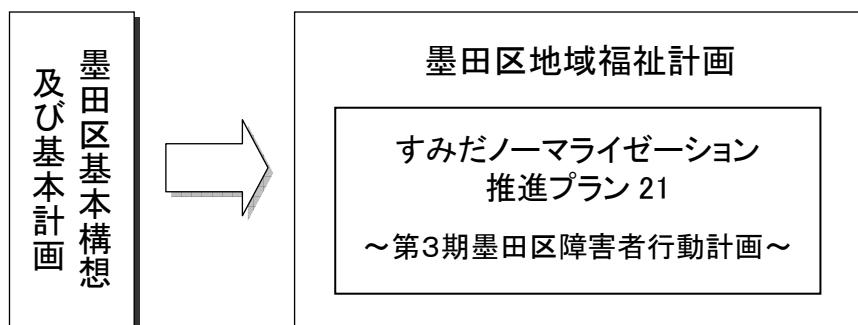 墨田区基本構想
及び基本計画
墨田区地域福祉計画
すみだノーマライゼーション
推進プラン 21
～第３期墨田区障害者行動計画～